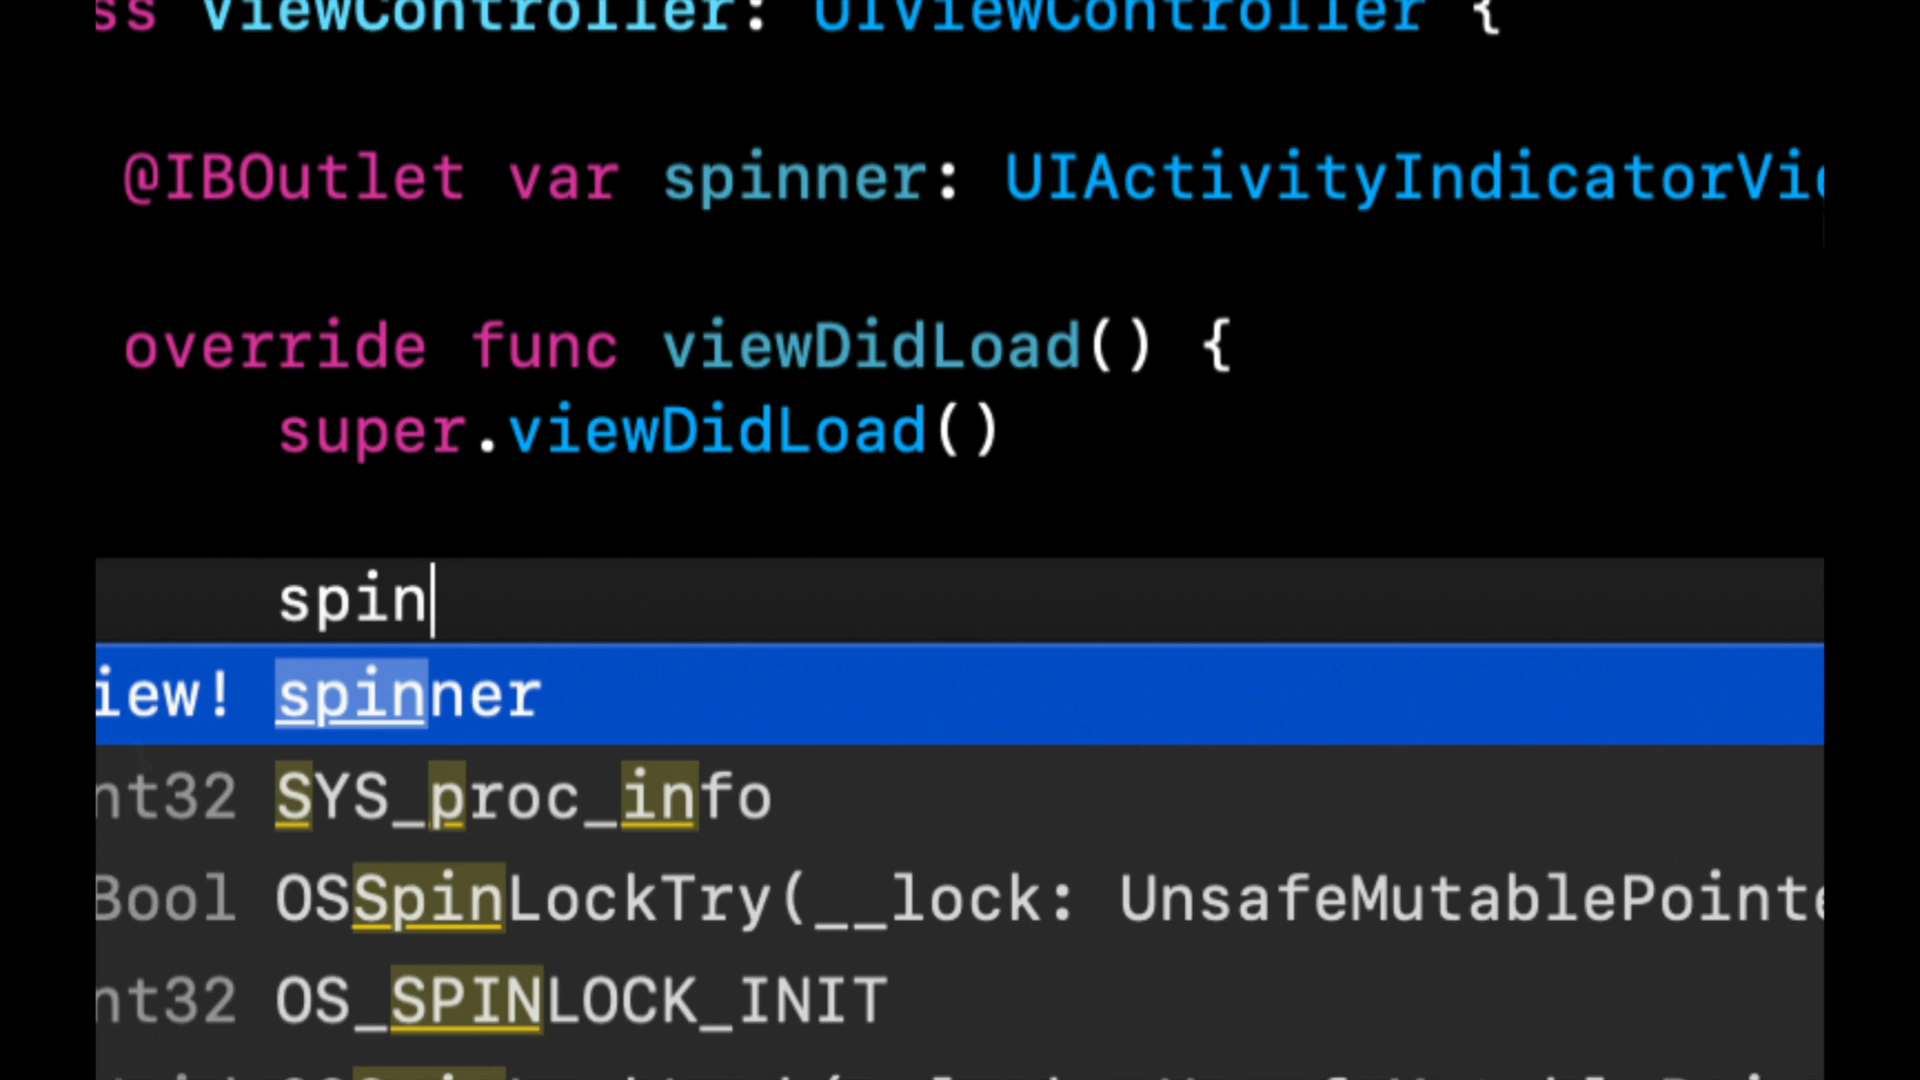 ss ViewController: UIViewController {
@IBOutlet var spinner: UIActivityIndicatorVie
override func viewDidLoad() {
super.viewDidLoad()
spin
iew! spinner
nt32 SYS_proc_info
Bool OSSpinLockTry(__lock: UnsafeMutablePointe
nt32 OS_SPINLOCK_INIT